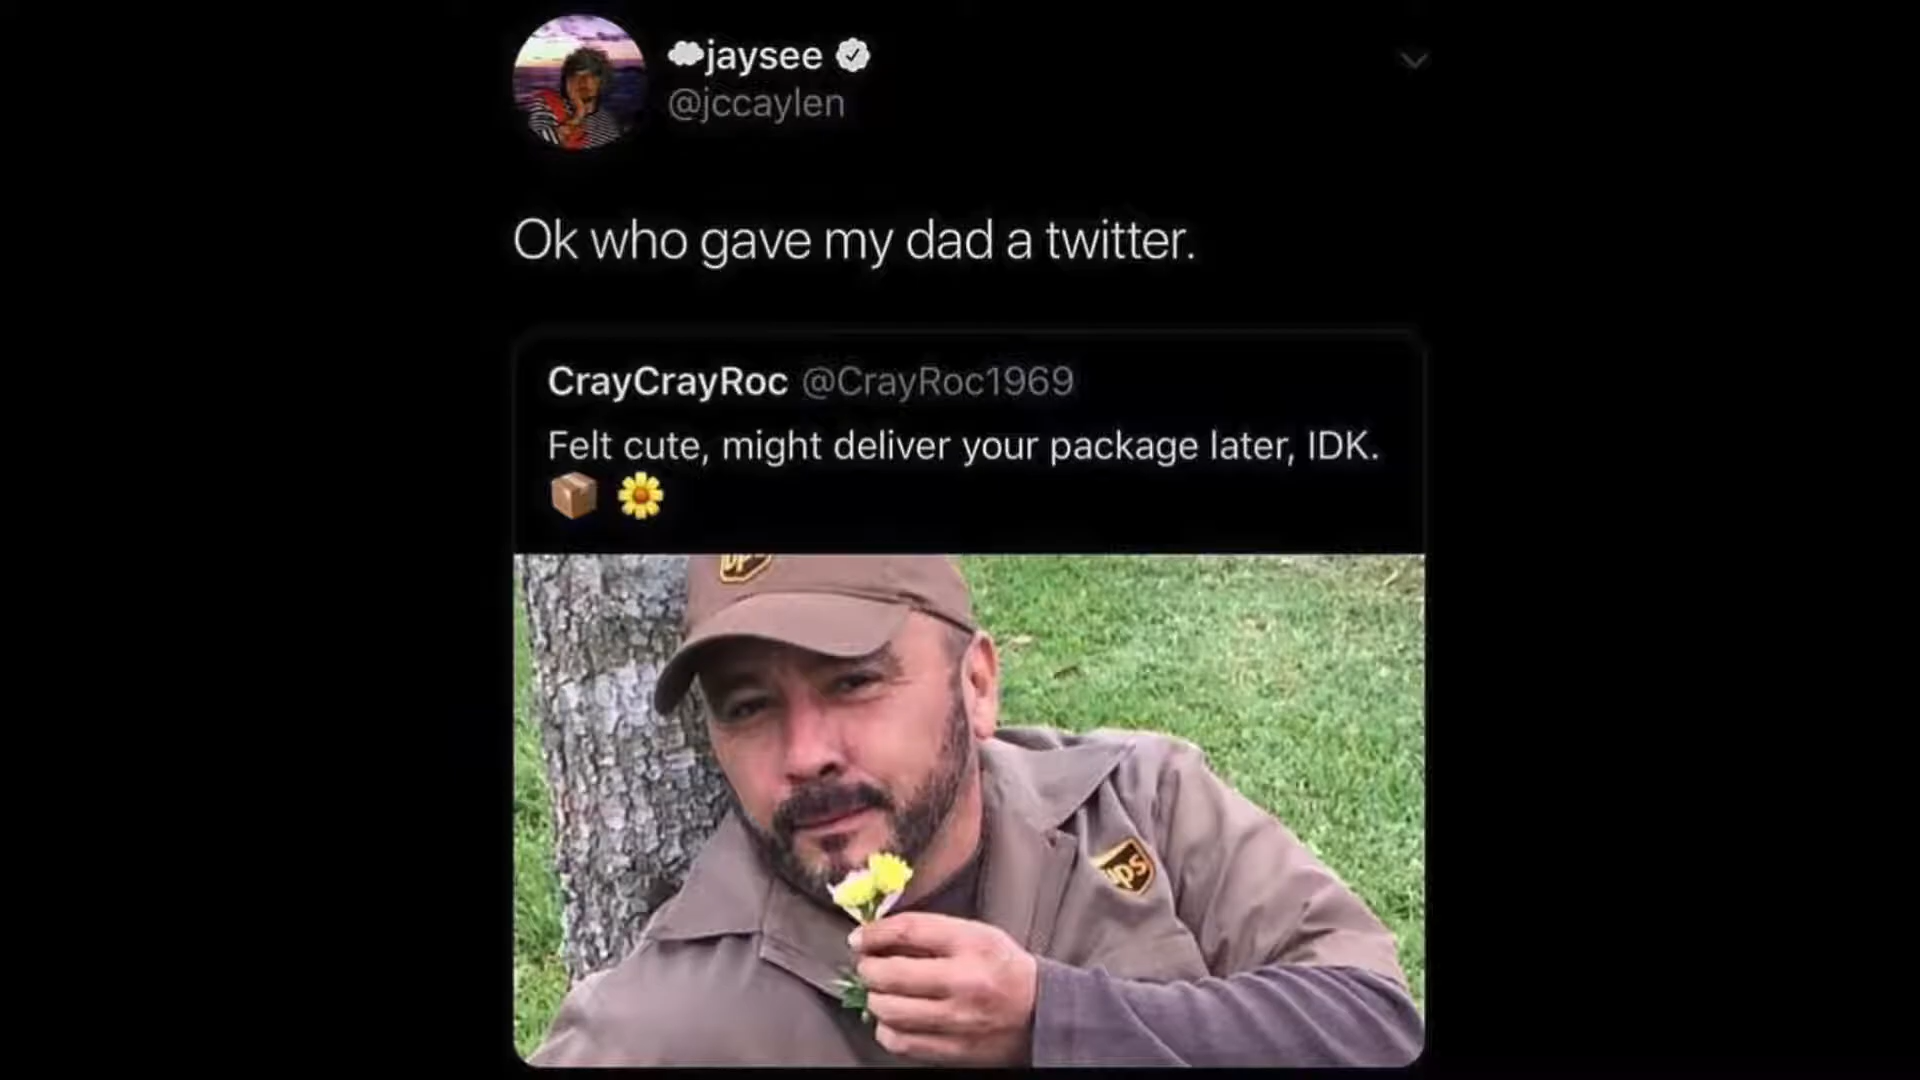 jaysee
@jccaylen
Ok who gave my dad a twitter.
CrayCrayRoc @CrayRoc1969
Felt cute, might deliver your package later, IDK.
ups
ups